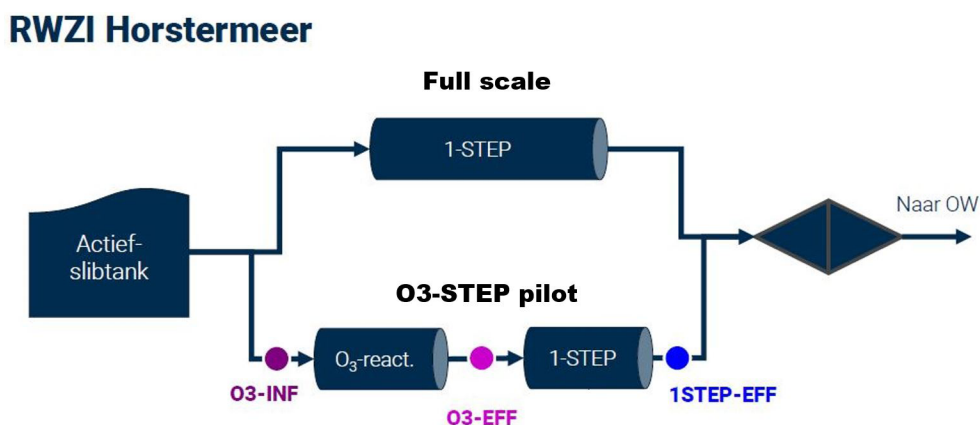 RWZI Horstermeer
Full scale
1-STEP
Naar OW
Actief-
slibtank
O3-STEP pilot
O₃-react.
1-STEP
O3-INF
1STEP-EFF
O3-EFF